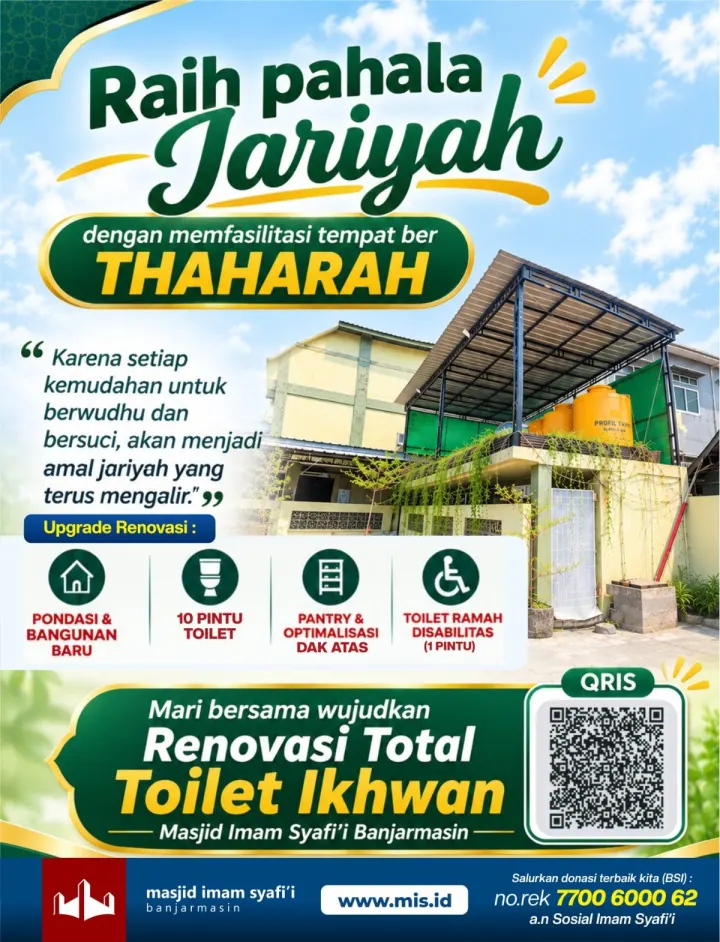 Raih pahala
Jariyah
dengan memfasilitasi tempat ber
THAHARAH
“ Karena setiap
kemudahan untuk
berwudhu dan
bersuci, akan menjadi
amal jariyah yang
terus mengalir.”
Upgrade Renovasi :
PONDASI &
BANGUNAN
BARU
10 PINTU
TOILET
PANTRY &
OPTIMALISASI
DAK ATAS
TOILET RAMAH
DISABILITAS
(1 PINTU)
PROFIL TANK
QRIS
Mari bersama wujudkan
Renovasi Total
Toilet Ikhwan
Masjid Imam Syafi’i Banjarmasin
masjid imam syafi’i
banjarmasin
www.mis.id
Salurkan donasi terbaik kita (BSI) :
no.rek 7700 6000 62
a.n Sosial Imam Syafi’i